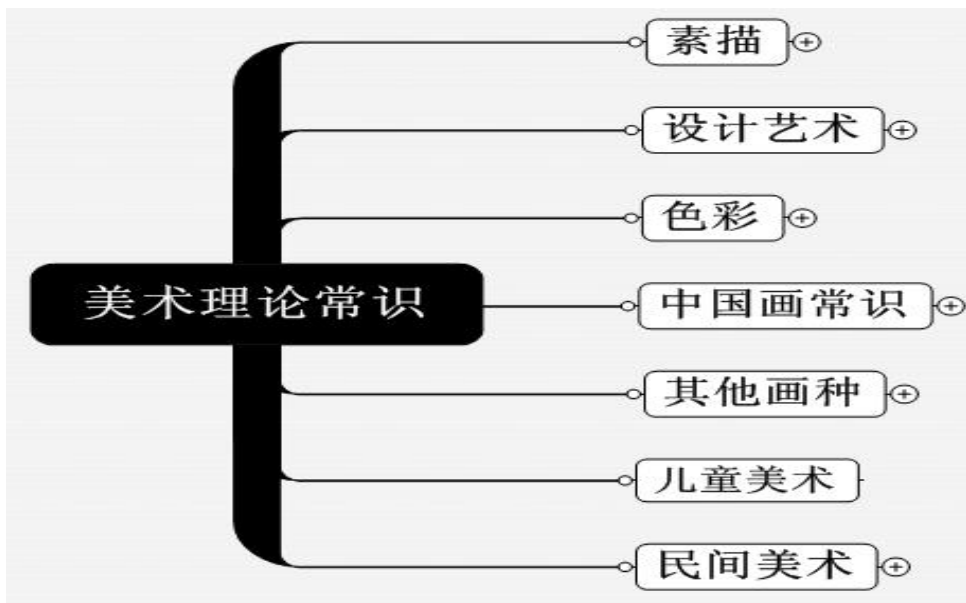 素描
设计艺术
色彩
美术理论常识
中国画常识
其他画种
儿童美术
民间美术